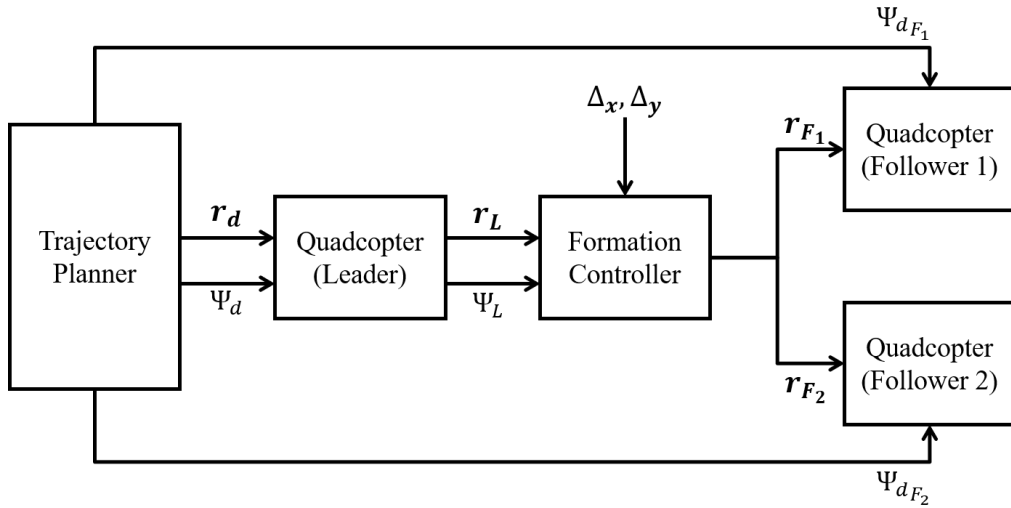 Ψ_{d_{F_1}}
Δ_x, Δ_y
r_{F_1}
Quadcopter
(Follower 1)
Trajectory
Planner
r_d
Ψ_d
Quadcopter
(Leader)
r_L
Ψ_L
Formation
Controller
Quadcopter
(Follower 2)
r_{F_2}
Ψ_{d_{F_2}}